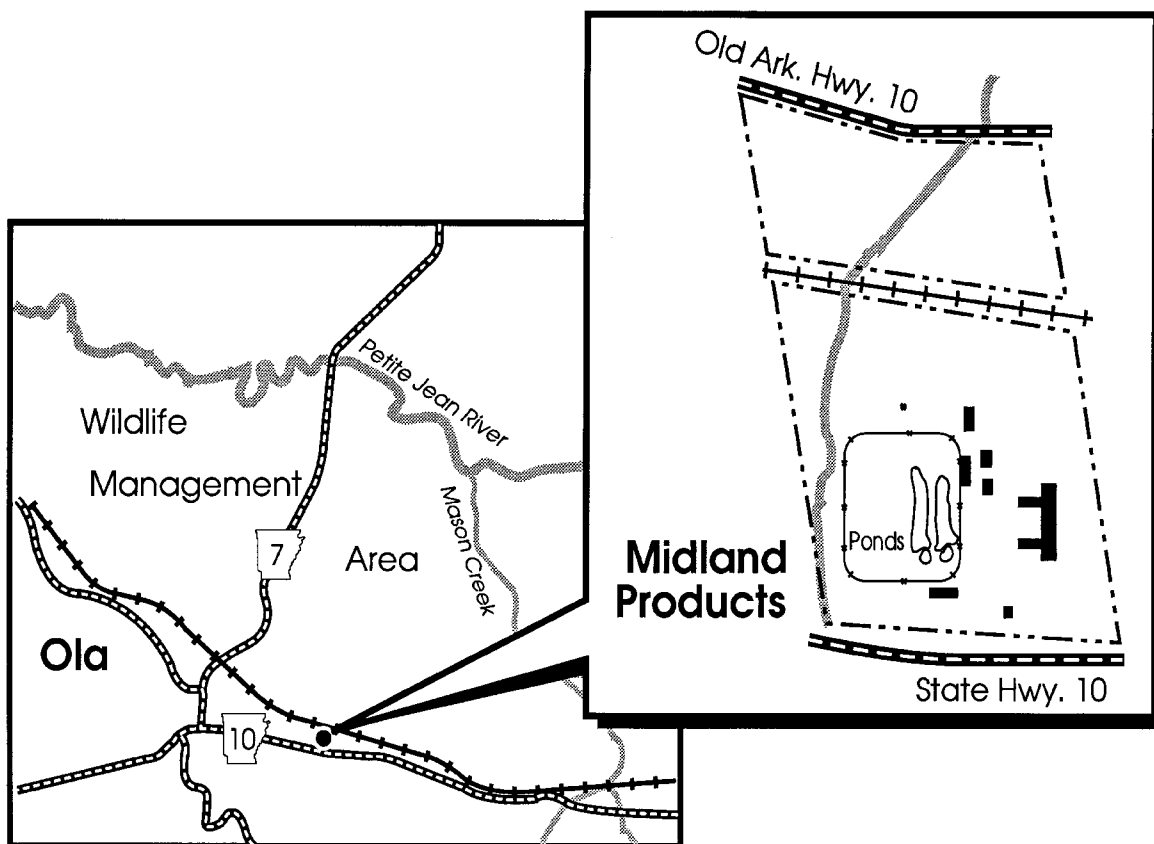 Old Ark. Hwy. 10
Petite Jean River
Wildlife
Management
Area
7
Mason Creek
Ola
10
Midland
Products
Ponds
State Hwy. 10